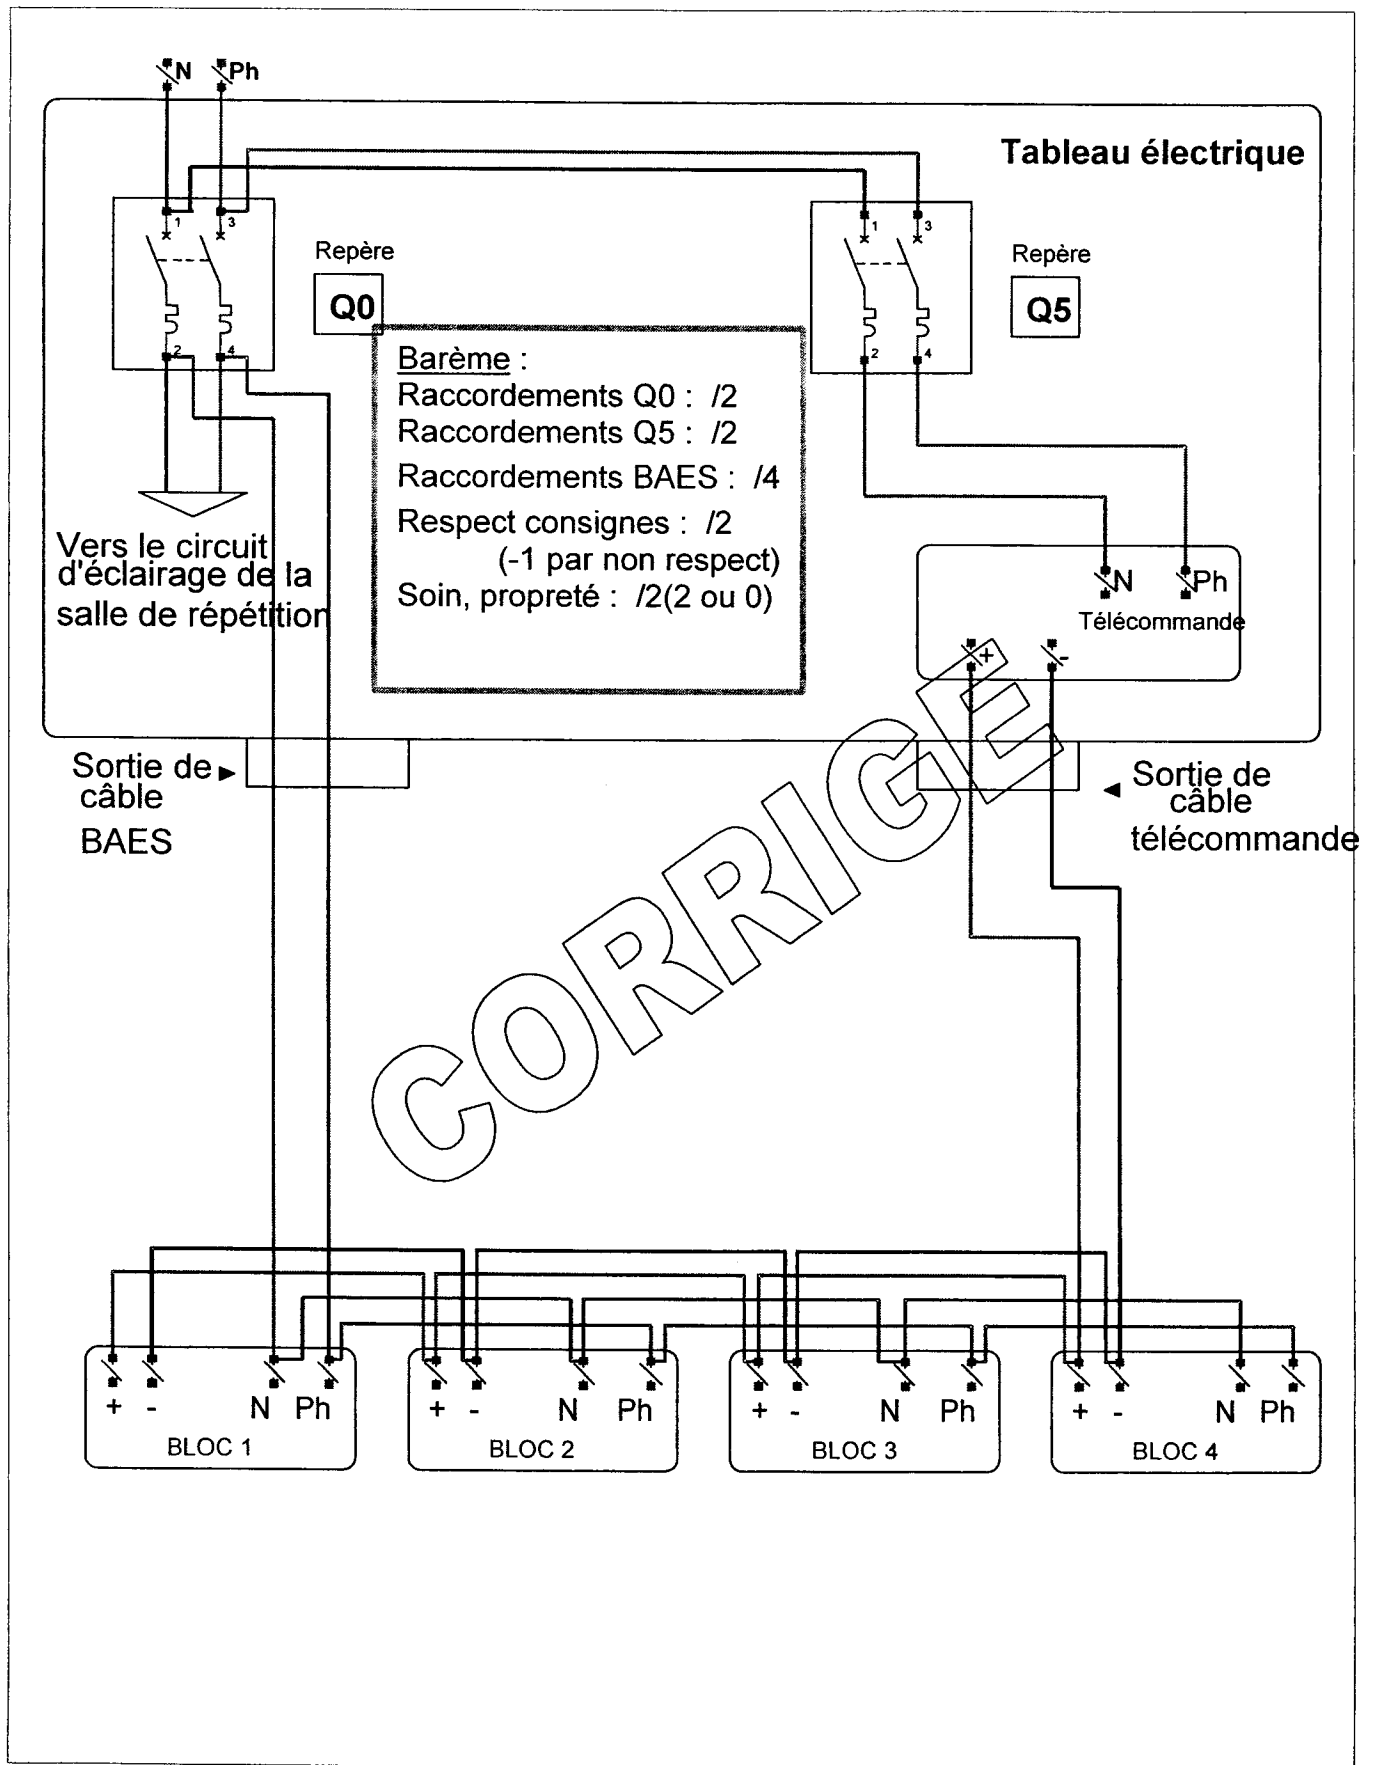 N Ph
Tableau électrique
1 3
1 3
Repère
Q0
Repère
Q5
2 4
2 4
Barème :
Raccordements Q0 : /2
Raccordements Q5 : /2
Raccordements BAES : /4
Respect consignes : /2
(-1 par non respect)
Soin, propreté : /2(2 ou 0)
Vers le circuit
d'éclairage de la
salle de répétition
N Ph
Télécommande
+ -
Sortie de
câble
BAES
Sortie de
câble
télécommande
CORRIGE
+ - N Ph
BLOC 1
+ - N Ph
BLOC 2
+ - N Ph
BLOC 3
+ - N Ph
BLOC 4